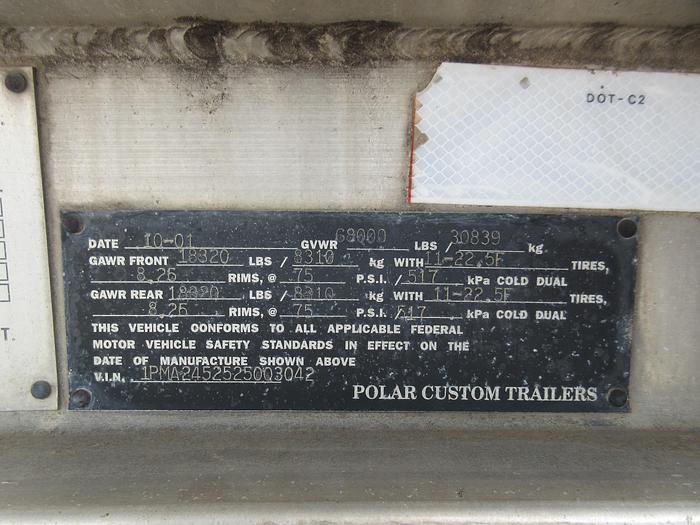 DOT-C2
DATE 10-01 GVWR 68000 LBS / 30839 kg
GAWR FRONT 18320 LBS / 8310 kg WITH 11-22.5F TIRES,
8.25 RIMS, @ 75 P.S.I. / 517 kPa COLD DUAL
GAWR REAR 18320 LBS / 8310 kg WITH 11-22.5F TIRES,
8.25 RIMS, @ 75 P.S.I. / 517 kPa COLD DUAL
THIS VEHICLE CONFORMS TO ALL APPLICABLE FEDERAL
MOTOR VEHICLE SAFETY STANDARDS IN EFFECT ON THE
DATE OF MANUFACTURE SHOWN ABOVE
V.I.N. 1PMA2452525003042
POLAR CUSTOM TRAILERS
T.